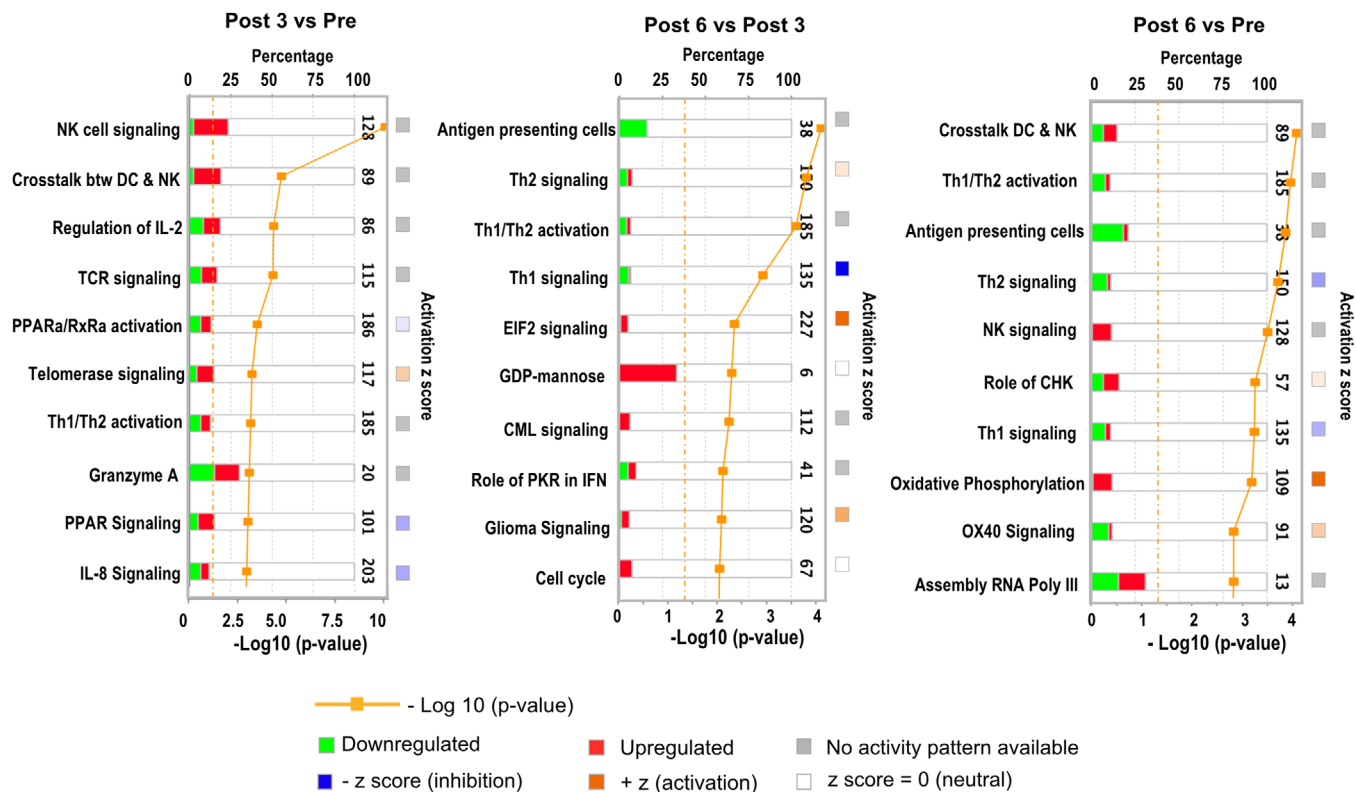 Post 3 vs Pre
Percentage
0 25 50 75 100
NK cell signaling 128
Crosstalk btw DC & NK 89
Regulation of IL-2 86
TCR signaling 115
PPARa/RxRa activation 186
Telomerase signaling 117
Th1/Th2 activation 185
Granzyme A 20
PPAR Signaling 101
IL-8 Signaling 203
Activation z score
0 2.5 5 7.5 10
-Log10 (p-value)
Post 6 vs Post 3
Percentage
0 25 50 75 100
Antigen presenting cells 38
Th2 signaling 150
Th1/Th2 activation 185
Th1 signaling 135
EIF2 signaling 227
GDP-mannose 6
CML signaling 112
Role of PKR in IFN 41
Glioma Signaling 120
Cell cycle 67
Activation z score
0 1 2 3 4
-Log10 (p-value)
Post 6 vs Pre
Percentage
0 25 50 75 100
Crosstalk DC & NK 89
Th1/Th2 activation 185
Antigen presenting cells 38
Th2 signaling 150
NK signaling 128
Role of CHK 57
Th1 signaling 135
Oxidative Phosphorylation 109
OX40 Signaling 91
Assembly RNA Poly III 13
Activation z score
0 1 2 3 4
- Log10 (p-value)
- Log 10 (p-value)
Downregulated
Upregulated
No activity pattern available
- z score (inhibition)
+ z (activation)
z score = 0 (neutral)